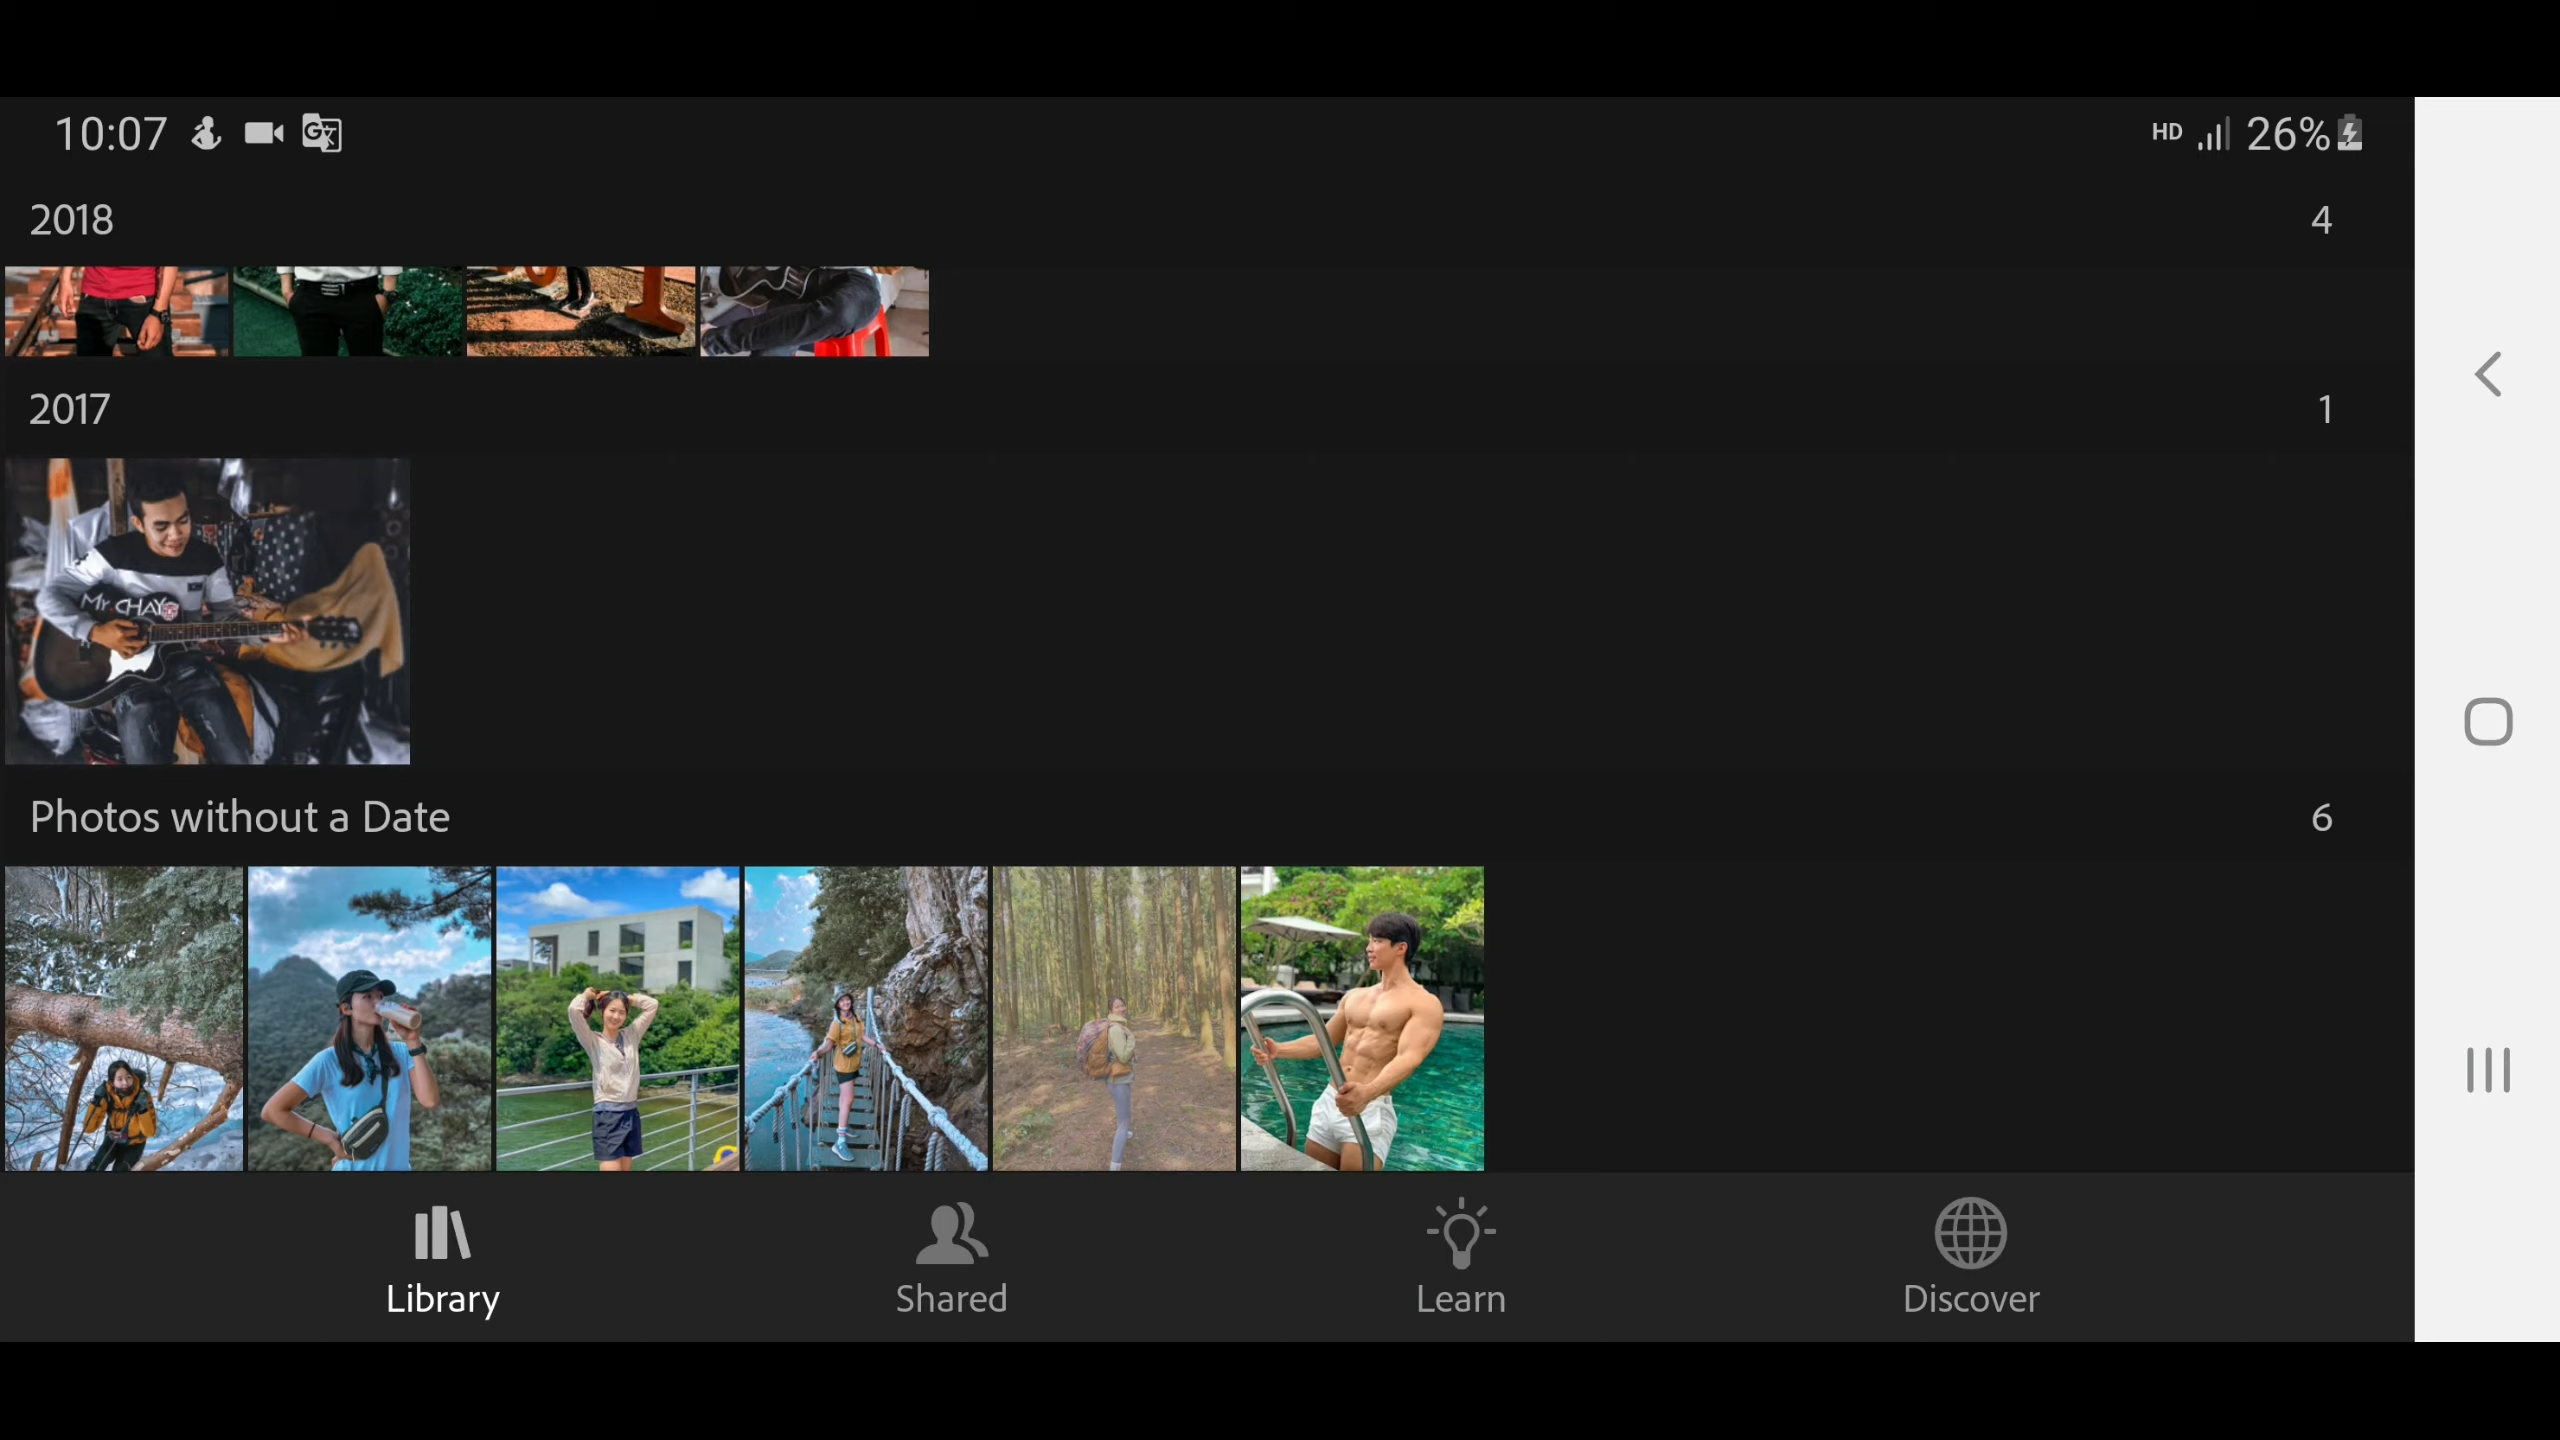 10:07
HD 26%
2018 4
2017 1
Mr. CHAY
Photos without a Date 6
Library Shared Learn Discover